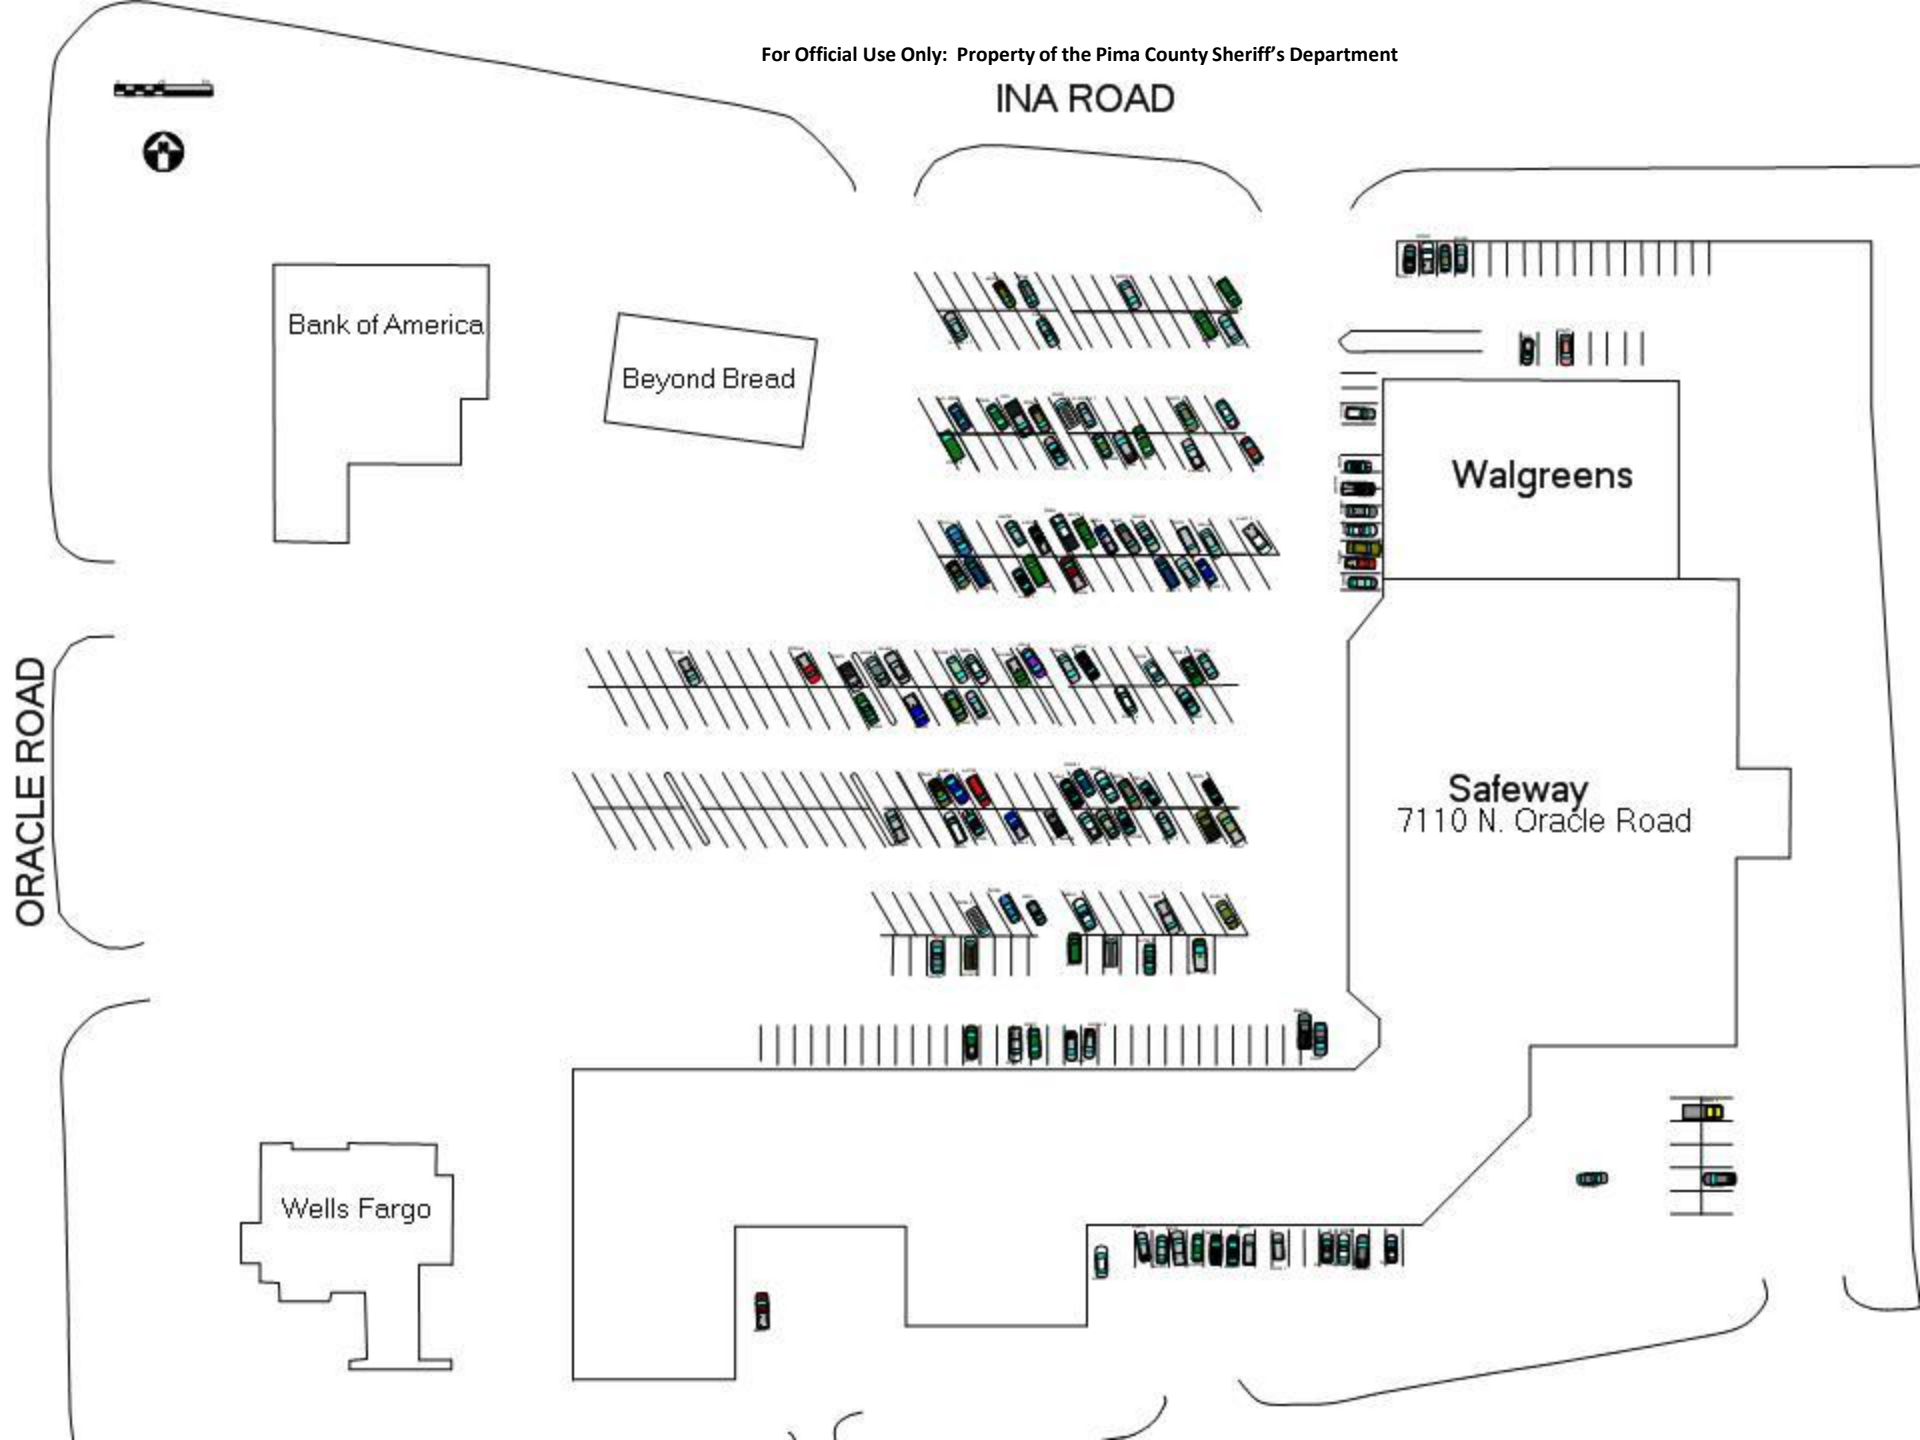 For Official Use Only:  Property of the Pima County Sheriff’s Department
INA ROAD
Bank of America
Beyond Bread
Walgreens
ORACLE ROAD
Safeway
7110 N. Oracle Road
Wells Fargo